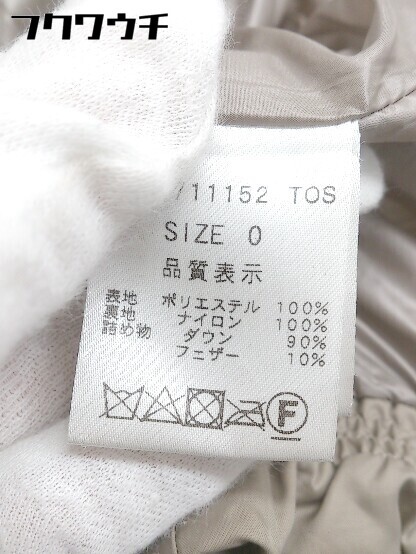 フクワウチ
/11152 TOS
SIZE 0
品質表示
表地 ポリエステル 100%
裏地 ナイロン 100%
詰め物 ダウン 90%
フェザー 10%
F